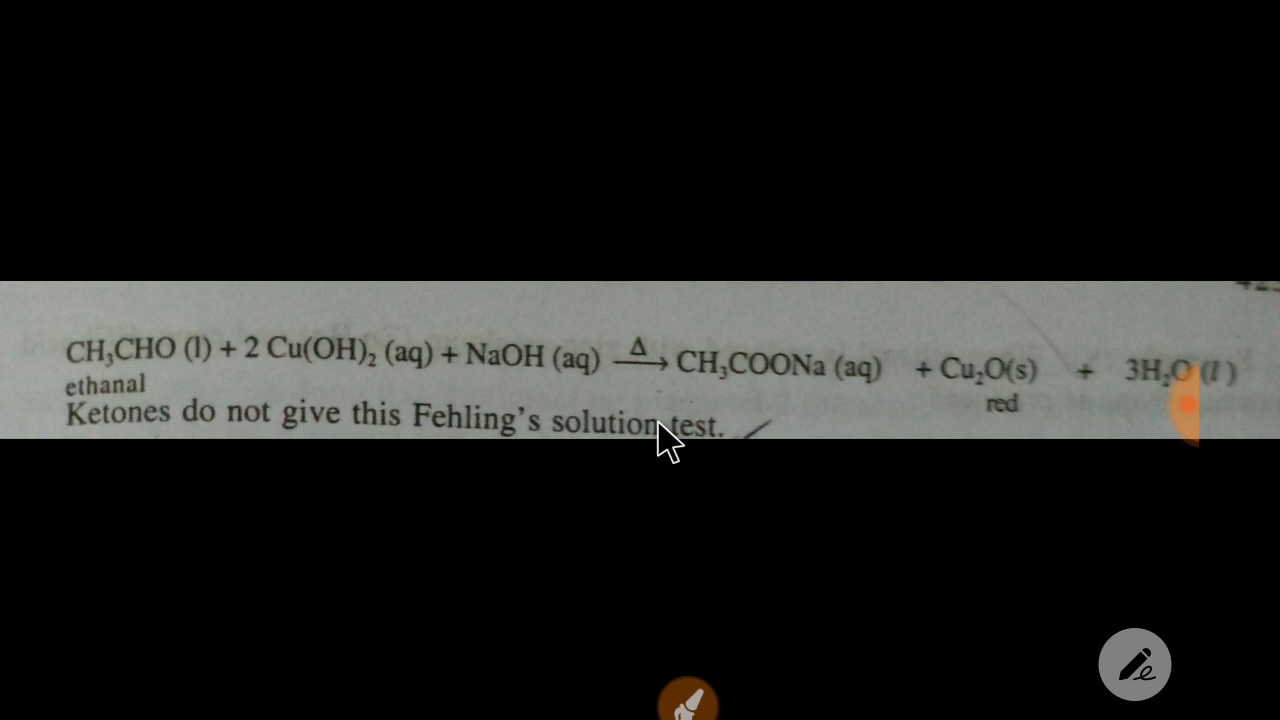 CH₃CHO (l) + 2 Cu(OH)₂ (aq) + NaOH (aq) —Δ→ CH₃COONa (aq) + Cu₂O(s) + 3H₂O (l)
ethanal red
Ketones do not give this Fehling's solution test.